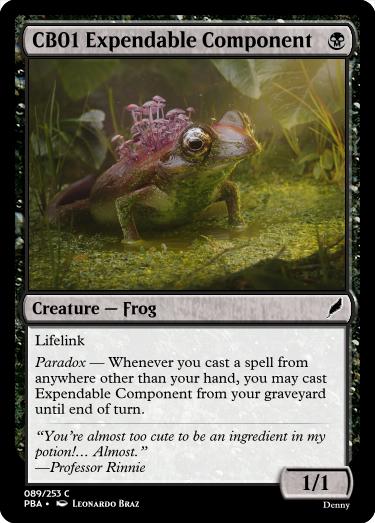 CB01 Expendable Component
Creature — Frog
Lifelink
Paradox — Whenever you cast a spell from
anywhere other than your hand, you may cast
Expendable Component from your graveyard
until end of turn.
“You’re almost too cute to be an ingredient in my
potion!… Almost.”
—Professor Rinnie
1/1
089/253 C
PBA • Leonardo Braz
Denny